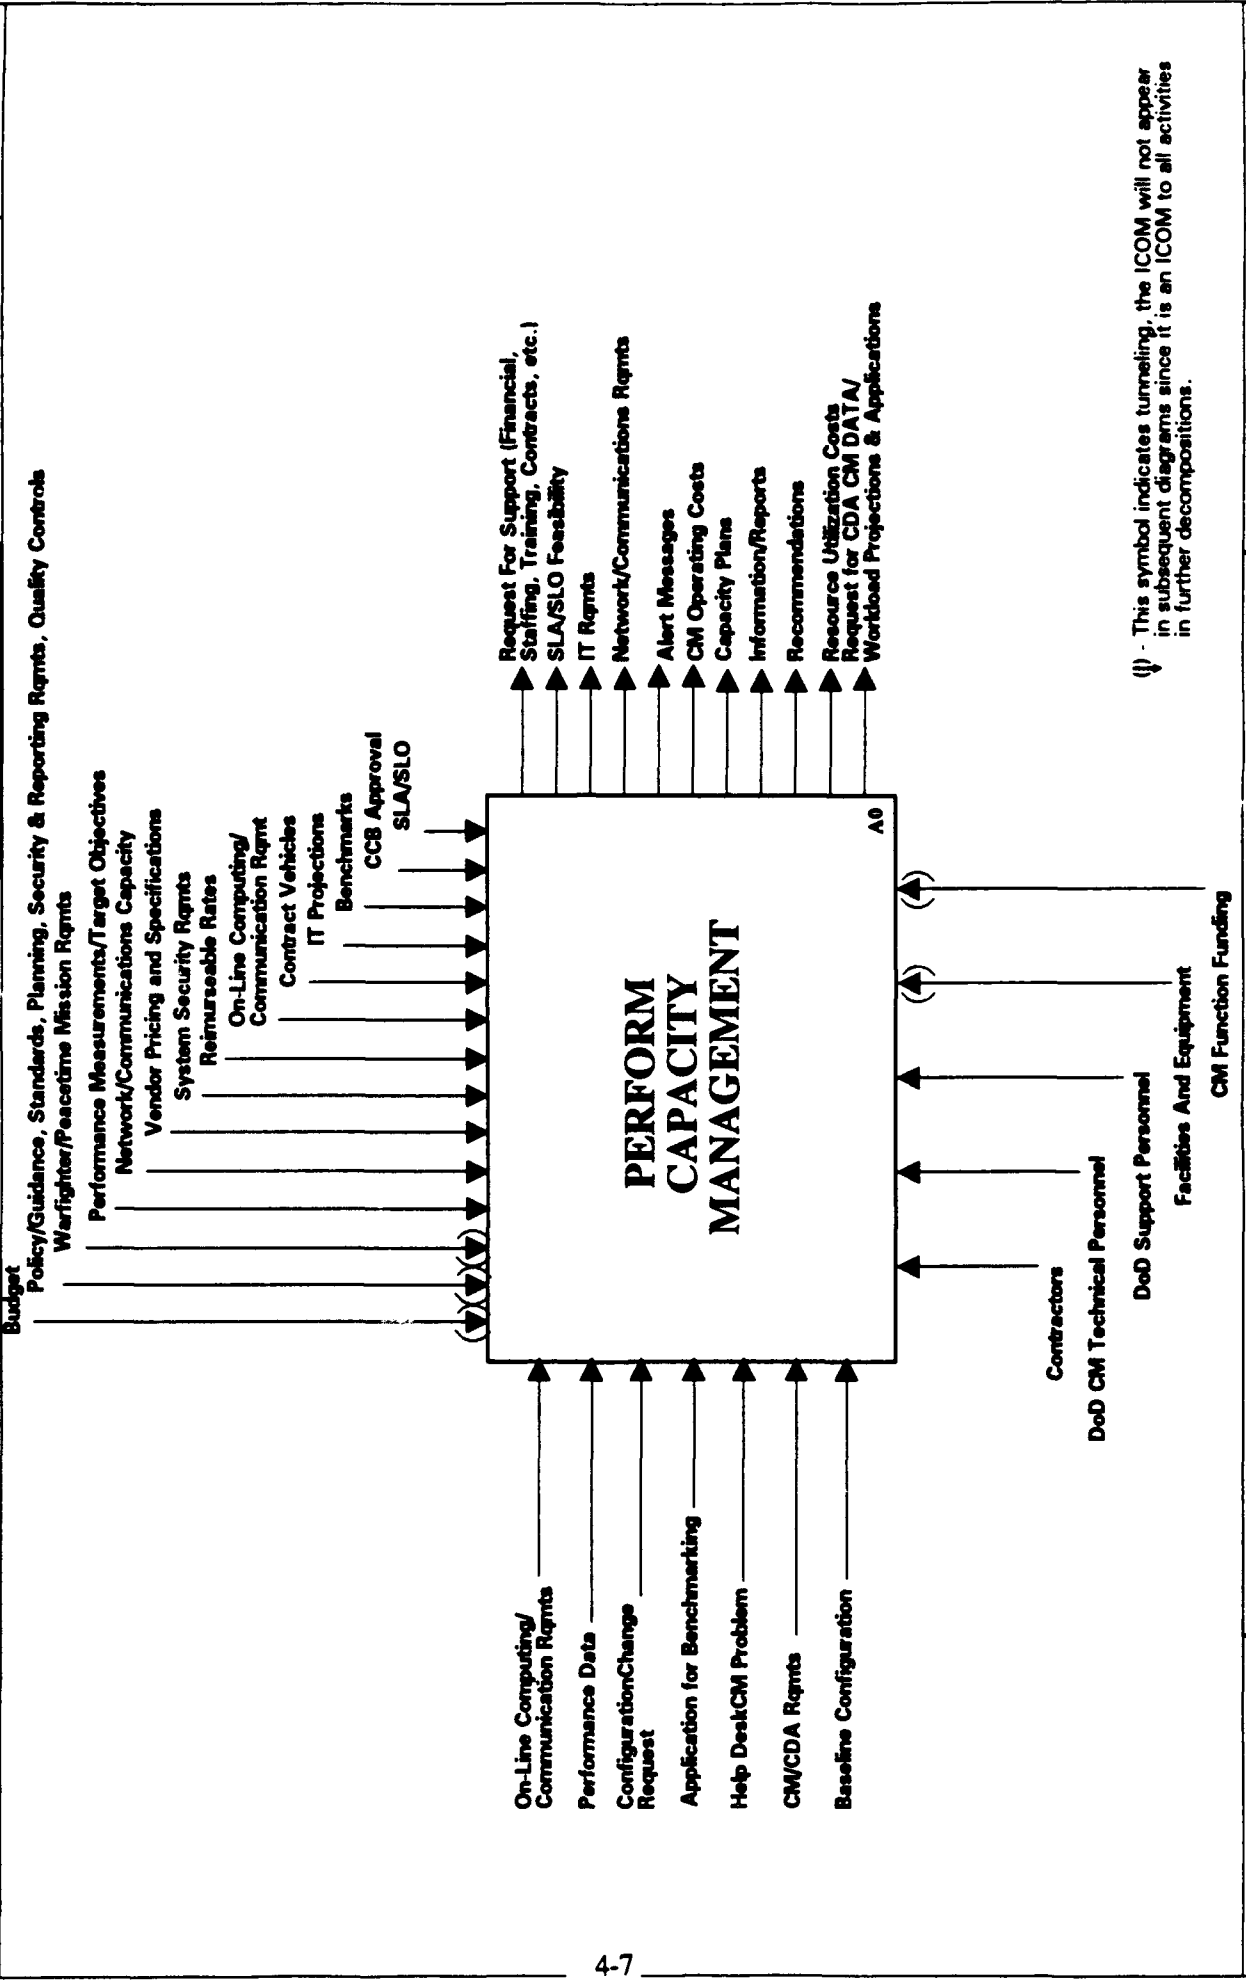 Budget
Policy/Guidance, Standards, Planning, Security & Reporting Rqmts, Quality Controls
Warfighter/Peacetime Mission Rqmts
Performance Measurements/Target Objectives
Network/Communications Capacity
Vendor Pricing and Specifications
System Security Rqmts
Reimurseable Rates
On-Line Computing/
Communication Rqmt
Contract Vehicles
IT Projections
Benchmarks
CCB Approval
SLA/SLO
On-Line Computing/
Communication Rqmts
Performance Data
ConfigurationChange
Request
Application for Benchmarking
Help DeskCM Problem
CM/CDA Rqmts
Baseline Configuration
PERFORM
CAPACITY
MANAGEMENT
A0
Request For Support (Financial,
Staffing, Training, Contracts, etc.)
SLA/SLO Feasibility
IT Rqmts
Network/Communications Rqmts
Alert Messages
CM Operating Costs
Capacity Plans
Information/Reports
Recommendations
Resource Utilization Costs
Request for CDA CM DATA/
Workload Projections & Applications
Contractors
DoD CM Technical Personnel
DoD Support Personnel
Facilities And Equipment
CM Function Funding
- This symbol indicates tunneling, the ICOM will not appear
in subsequent diagrams since it is an ICOM to all activities
in further decompositions.
4-7